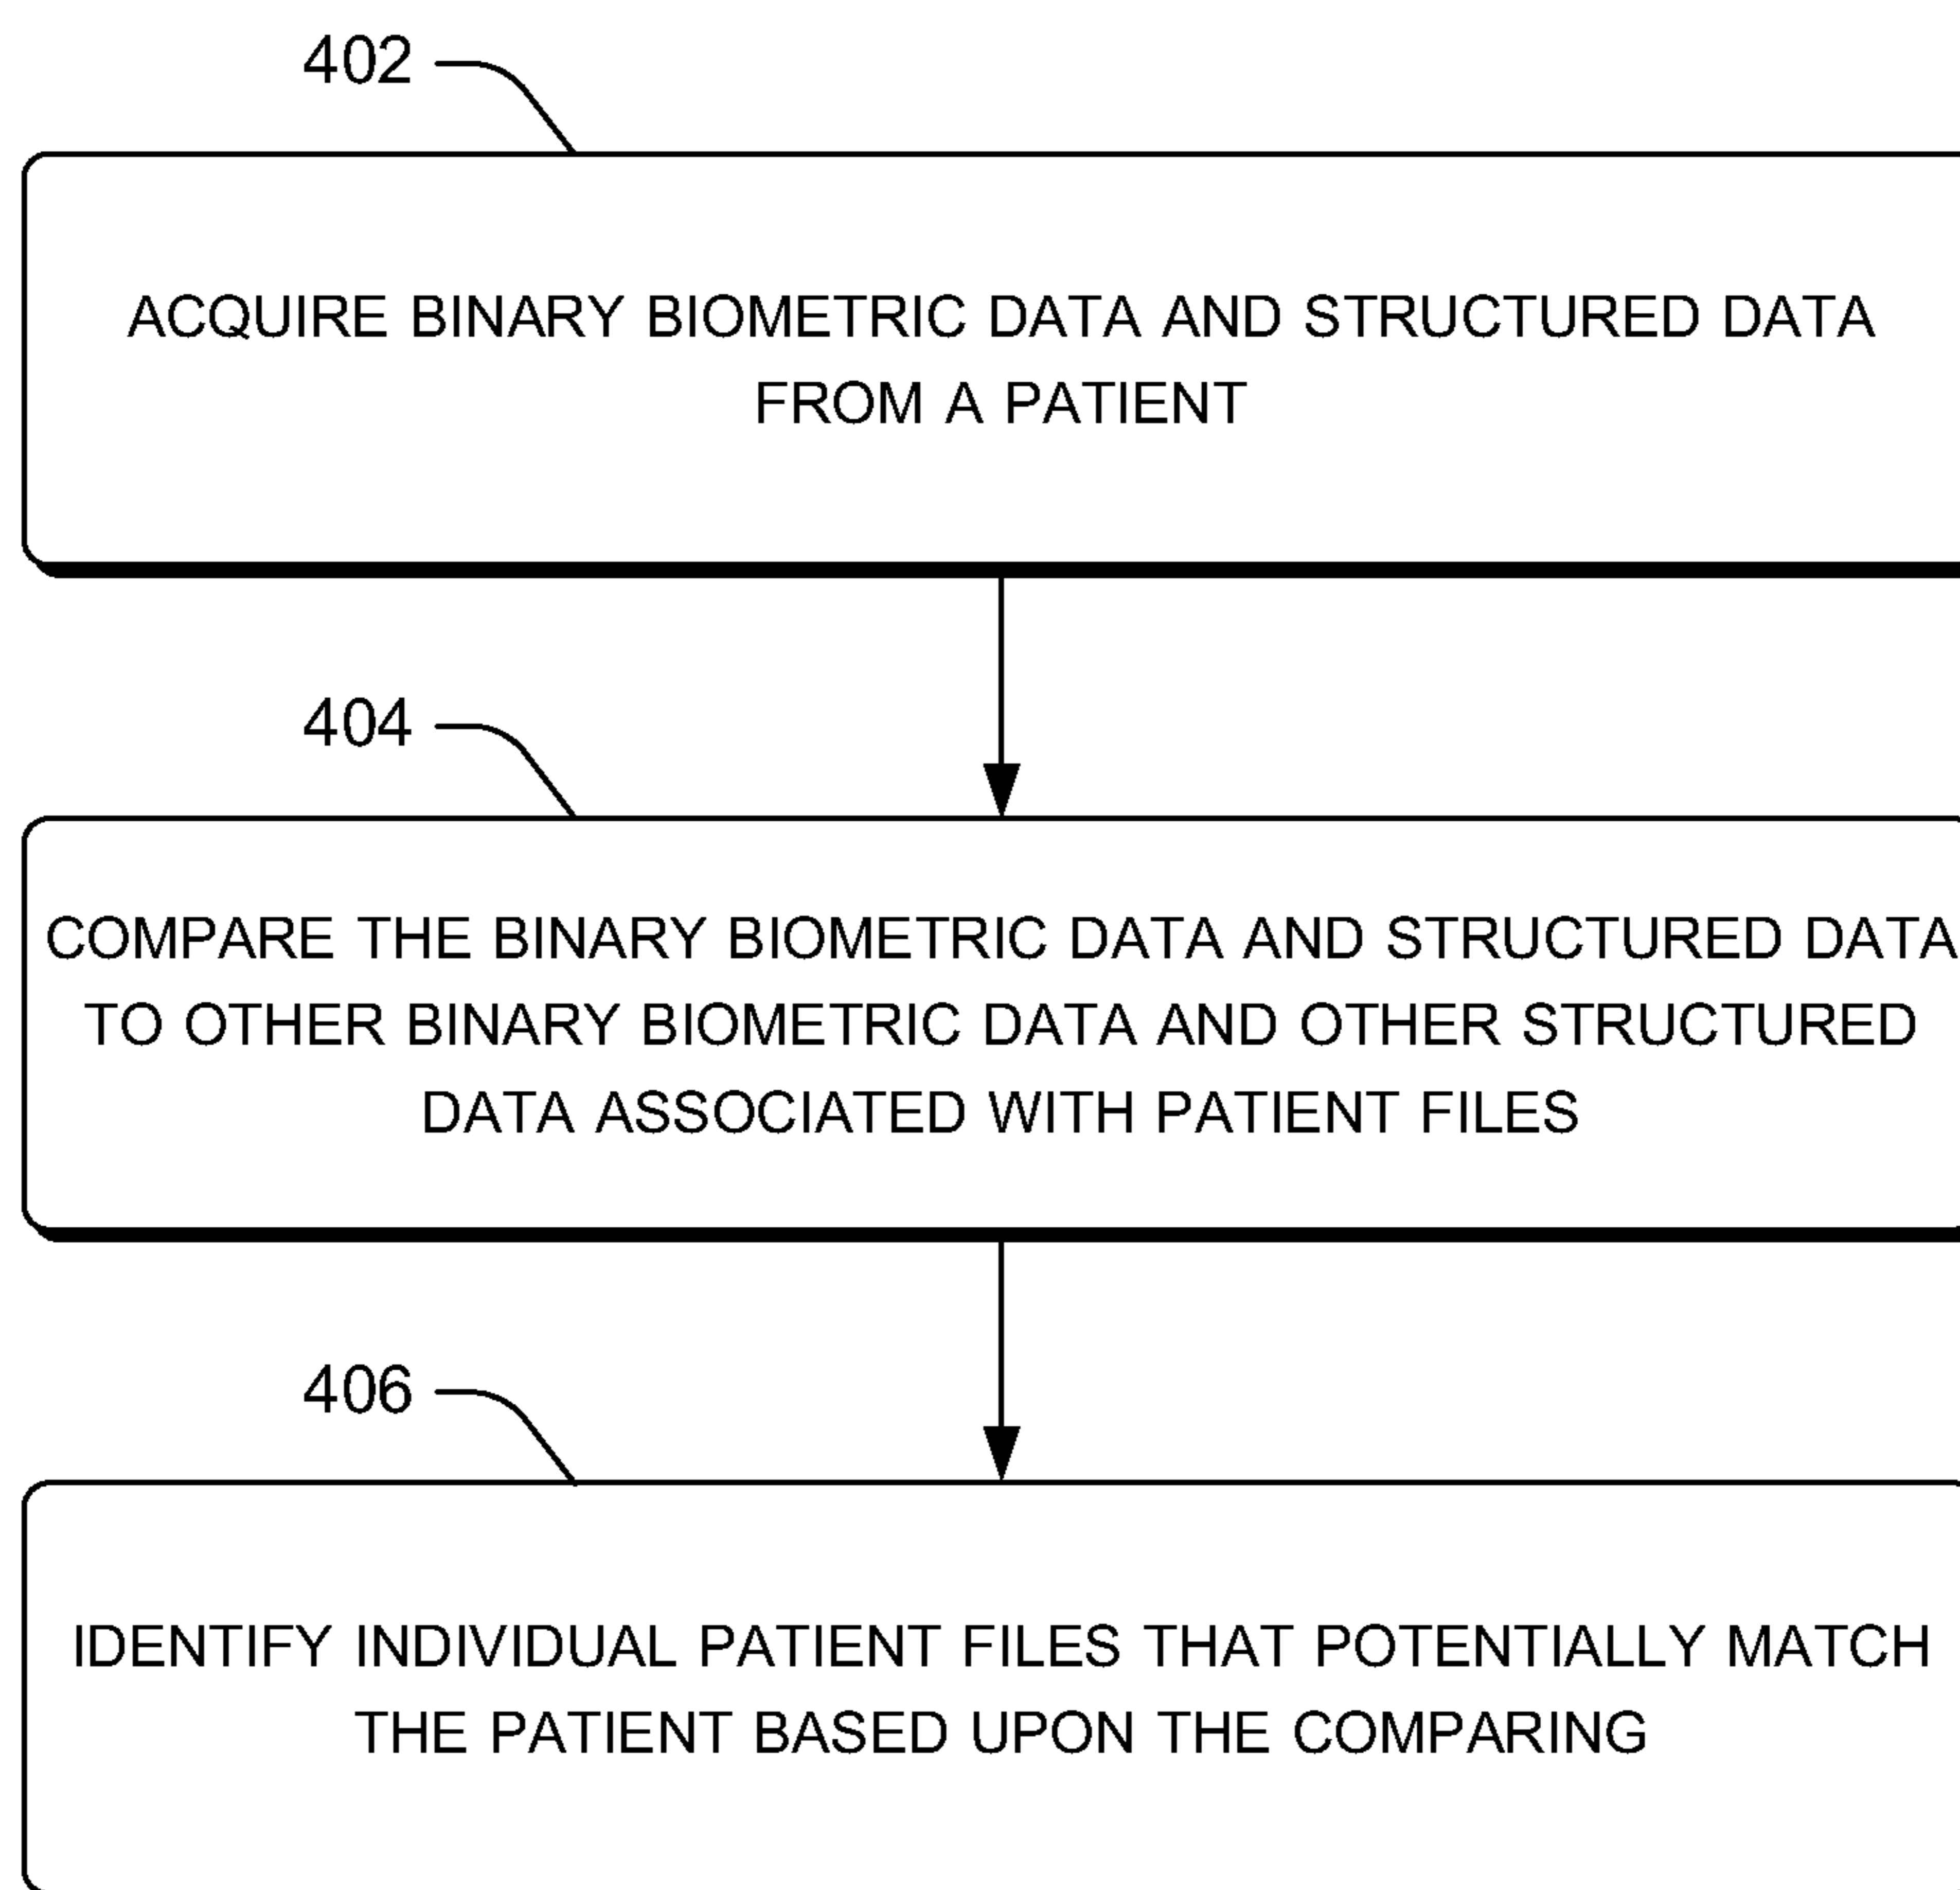 402
ACQUIRE BINARY BIOMETRIC DATA AND STRUCTURED DATA
FROM A PATIENT
404
COMPARE THE BINARY BIOMETRIC DATA AND STRUCTURED DATA
TO OTHER BINARY BIOMETRIC DATA AND OTHER STRUCTURED
DATA ASSOCIATED WITH PATIENT FILES
406
IDENTIFY INDIVIDUAL PATIENT FILES THAT POTENTIALLY MATCH
THE PATIENT BASED UPON THE COMPARING